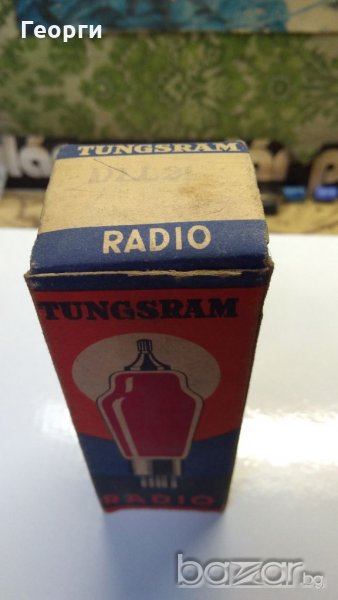 Георги
TUNGSRAM
RADIO
TUNGSRAM
RADIO
bazar.bg